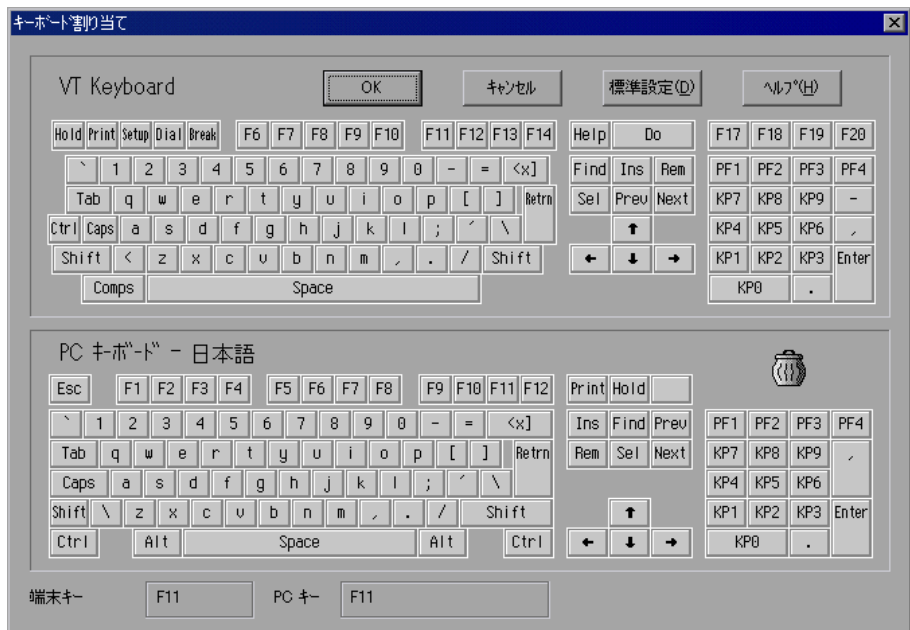 キーボード割り当て
VT Keyboard OK キャンセル 標準設定(D) ヘルプ(H)
Hold Print Setup Dial Break F6 F7 F8 F9 F10 F11 F12 F13 F14 Help Do F17 F18 F19 F20
` 1 2 3 4 5 6 7 8 9 0 - = <x] Find Ins Rem PF1 PF2 PF3 PF4
Tab q w e r t y u i o p [ ] Retrn Sel Prev Next KP7 KP8 KP9 -
Ctrl Caps a s d f g h j k l ; ´ \ ↑ KP4 KP5 KP6 ,
Shift < z x c v b n m , . / Shift ← ↓ → KP1 KP2 KP3 Enter
Comps Space KP0 .
PC キーボード - 日本語
Esc F1 F2 F3 F4 F5 F6 F7 F8 F9 F10 F11 F12 Print Hold
` 1 2 3 4 5 6 7 8 9 0 - = <x] Ins Find Prev PF1 PF2 PF3 PF4
Tab q w e r t y u i o p [ ] Retrn Rem Sel Next KP7 KP8 KP9 ,
Caps a s d f g h j k l ; ´ \ KP4 KP5 KP6
Shift \ z x c v b n m , . / Shift ↑ KP1 KP2 KP3 Enter
Ctrl Alt Space Alt Ctrl ← ↓ → KP0 .
端末キー F11 PC キー F11